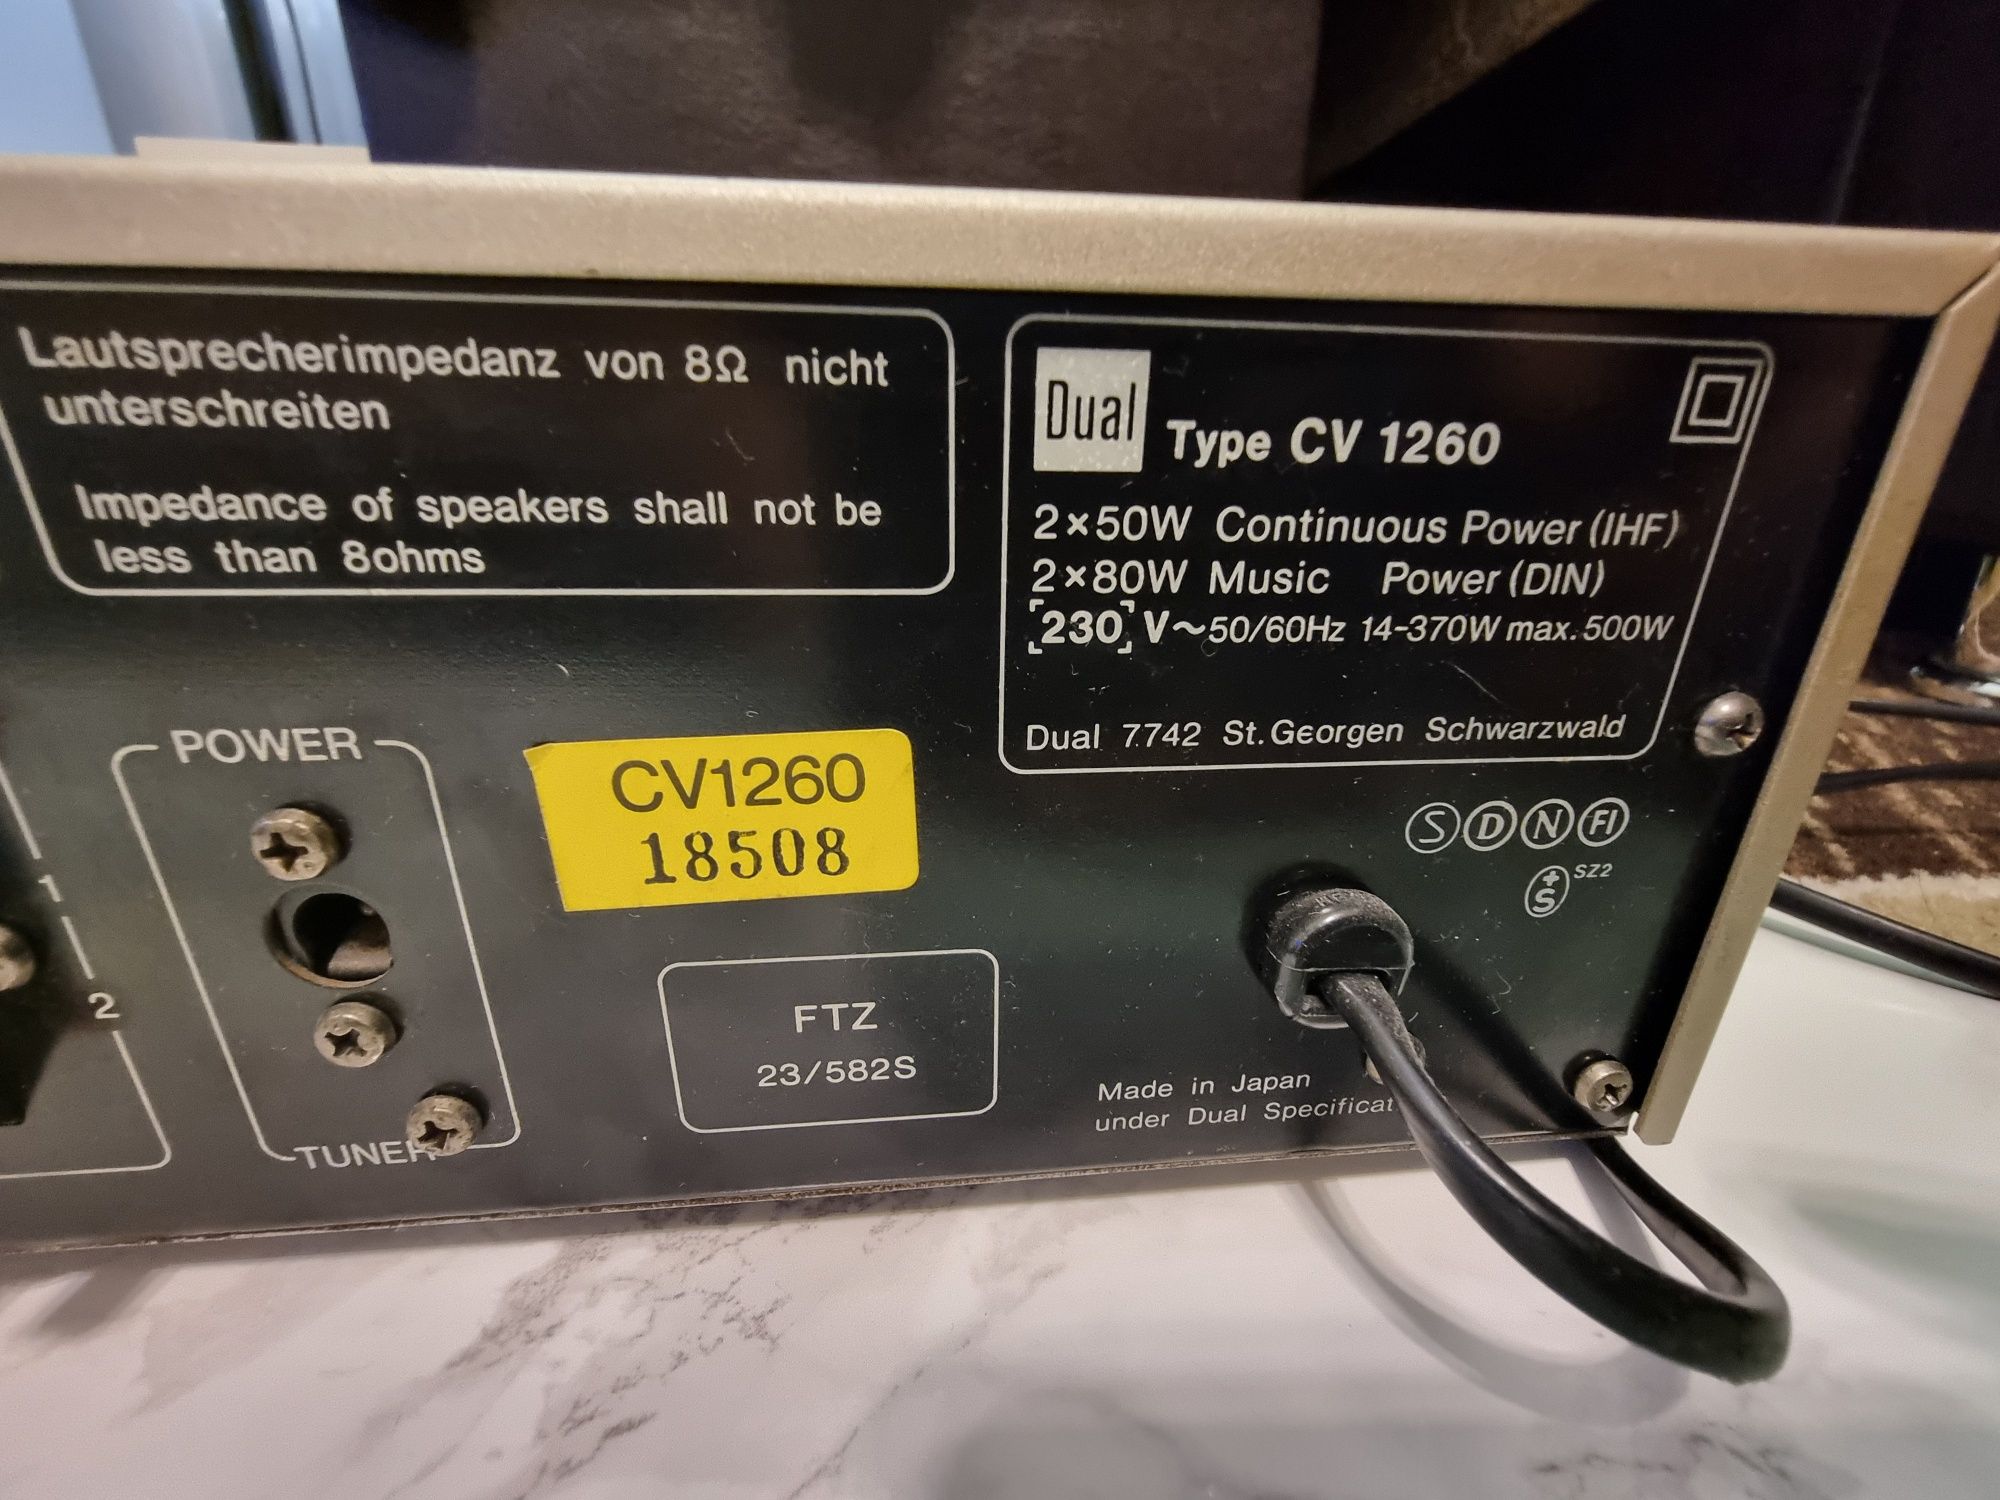 Lautsprecherimpedanz von 8Ω nicht
unterschreiten
Impedance of speakers shall not be
less than 8ohms
Dual Type CV 1260
2×50W Continuous Power (IHF)
2×80W Music Power (DIN)
230 V~50/60Hz 14-370W max. 500W
Dual 7742 St. Georgen Schwarzwald
POWER
TUNER
1
2
CV1260
18508
FTZ
23/582S
S D N FI
+S SZ2
Made in Japan
under Dual Specificat